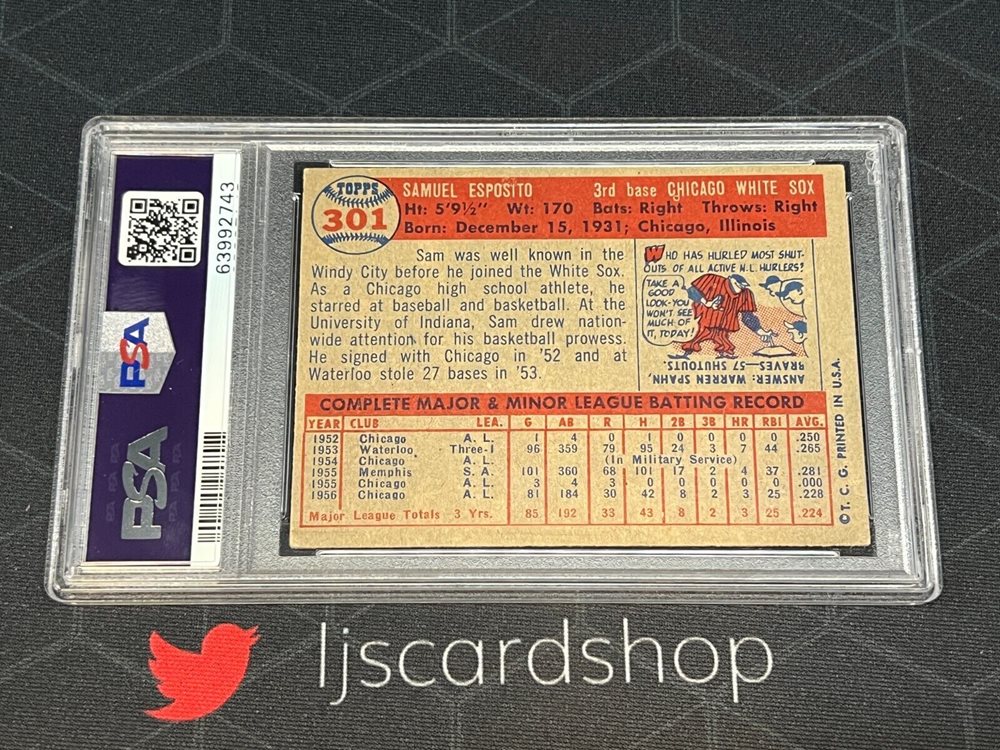 63992743
PSA
PSA
TOPPS
301
SAMUEL ESPOSITO 3rd base CHICAGO WHITE SOX
Ht: 5'9½" Wt: 170 Bats: Right Throws: Right
Born: December 15, 1931; Chicago, Illinois
Sam was well known in the
Windy City before he joined the White Sox.
As a Chicago high school athlete, he
starred at baseball and basketball. At the
University of Indiana, Sam drew nation-
wide attention for his basketball prowess.
He signed with Chicago in '52 and at
Waterloo stole 27 bases in '53.
WHO HAS HURLED MOST SHUT-
OUTS OF ALL ACTIVE N.L. HURLERS?
TAKE A
GOOD
LOOK-YOU
WON'T SEE
MUCH OF
IT, TODAY!
ANSWER: WARREN SPAHN,
BRAVES—57 SHUTOUTS.
COMPLETE MAJOR & MINOR LEAGUE BATTING RECORD
YEAR CLUB LEA. G AB R H 2B 3B HR RBI AVG.
1952 Chicago A. L. 1 4 0 1 0 0 0 0 .250
1953 Waterloo Three-I 96 359 79 95 24 3 7 44 .265
1954 Chicago A. L. (In Military Service)
1955 Memphis S. A. 101 360 68 101 17 2 4 37 .281
1955 Chicago A. L. 3 4 3 0 0 0 0 0 .000
1956 Chicago A. L. 81 184 30 42 8 2 3 25 .228
Major League Totals 3 Yrs. 85 192 33 43 8 2 3 25 .224
© T. C. G. PRINTED IN U.S.A.
ljscardshop